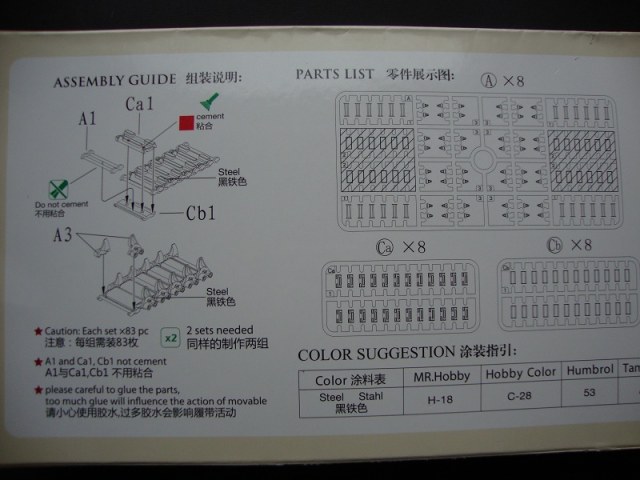 ASSEMBLY GUIDE 组装说明:
Ca1
A1
cement
粘合
Steel
黑铁色
Do not cement
不用粘合
Cb1
A3
Steel
黑铁色
★ Caution: Each set ×83 pc
注意：每组需装83枚
x2
2 sets needed
同样的制作两组
★ A1 and Ca1, Cb1 not cement
A1与Ca1,Cb1 不用粘合
★ please careful to glue the parts,
too much glue will influence the action of movable
请小心使用胶水,过多胶水会影响履带活动
PARTS LIST 零件展示图:
A ×8
Ca ×8
Cb ×8
COLOR SUGGESTION 涂装指引:
Color 涂料表 MR.Hobby Hobby Color Humbrol
Steel Stahl H-18 C-28 53
黑铁色